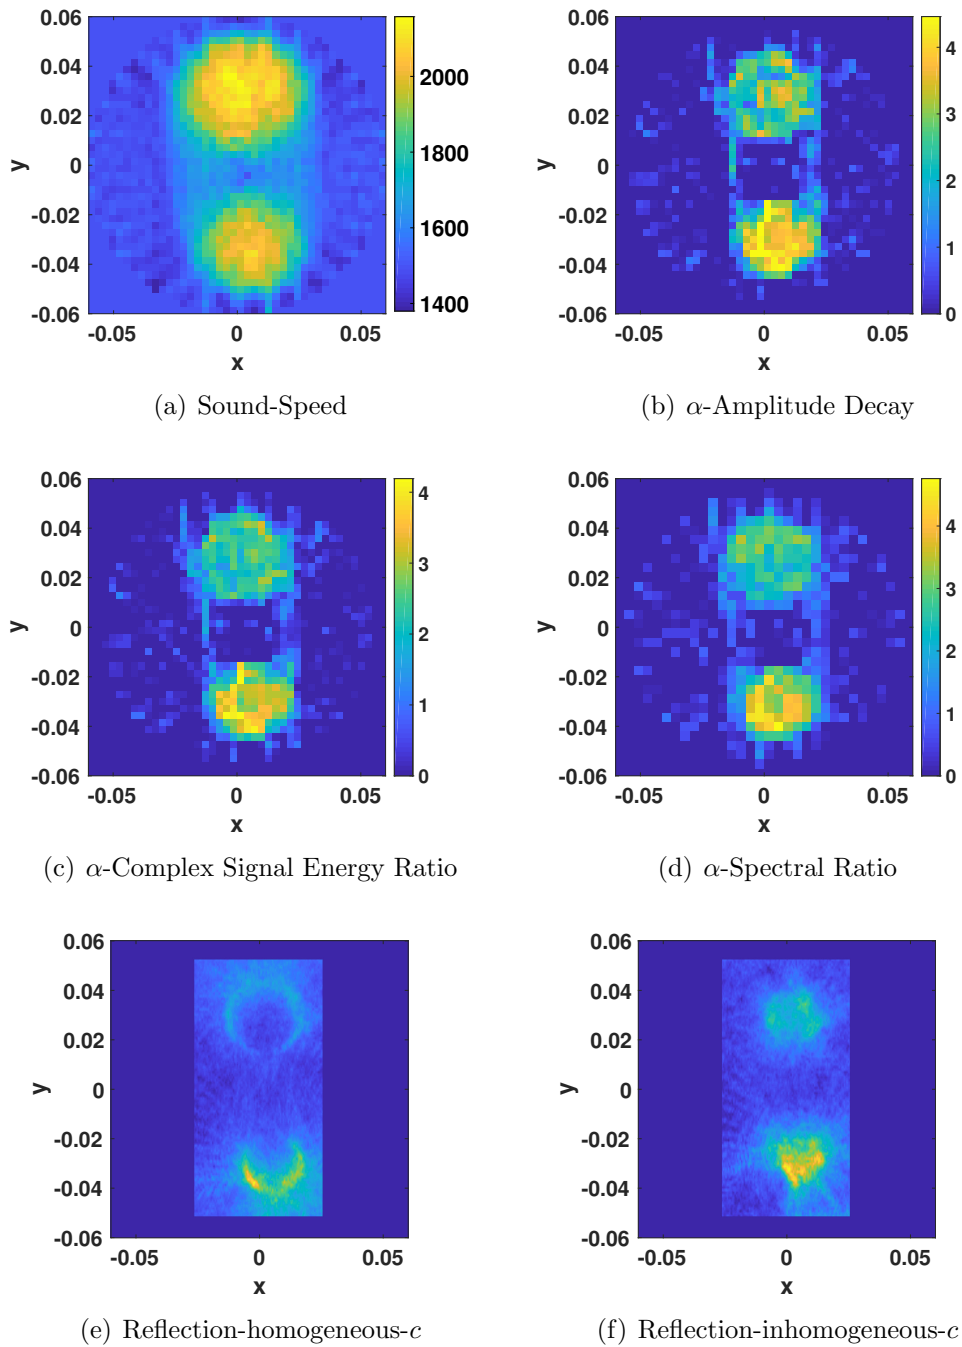 0.06
0.04
0.02
0
-0.02
-0.04
-0.06
y
-0.05 0 0.05
x
2000
1800
1600
1400
(a) Sound-Speed
0.06
0.04
0.02
0
-0.02
-0.04
-0.06
y
-0.05 0 0.05
x
4
3
2
1
0
(b) α-Amplitude Decay
0.06
0.04
0.02
0
-0.02
-0.04
-0.06
y
-0.05 0 0.05
x
4
3
2
1
0
(c) α-Complex Signal Energy Ratio
0.06
0.04
0.02
0
-0.02
-0.04
-0.06
y
-0.05 0 0.05
x
4
3
2
1
0
(d) α-Spectral Ratio
0.06
0.04
0.02
0
-0.02
-0.04
-0.06
y
-0.05 0 0.05
x
(e) Reflection-homogeneous-c
0.06
0.04
0.02
0
-0.02
-0.04
-0.06
y
-0.05 0 0.05
x
(f) Reflection-inhomogeneous-c